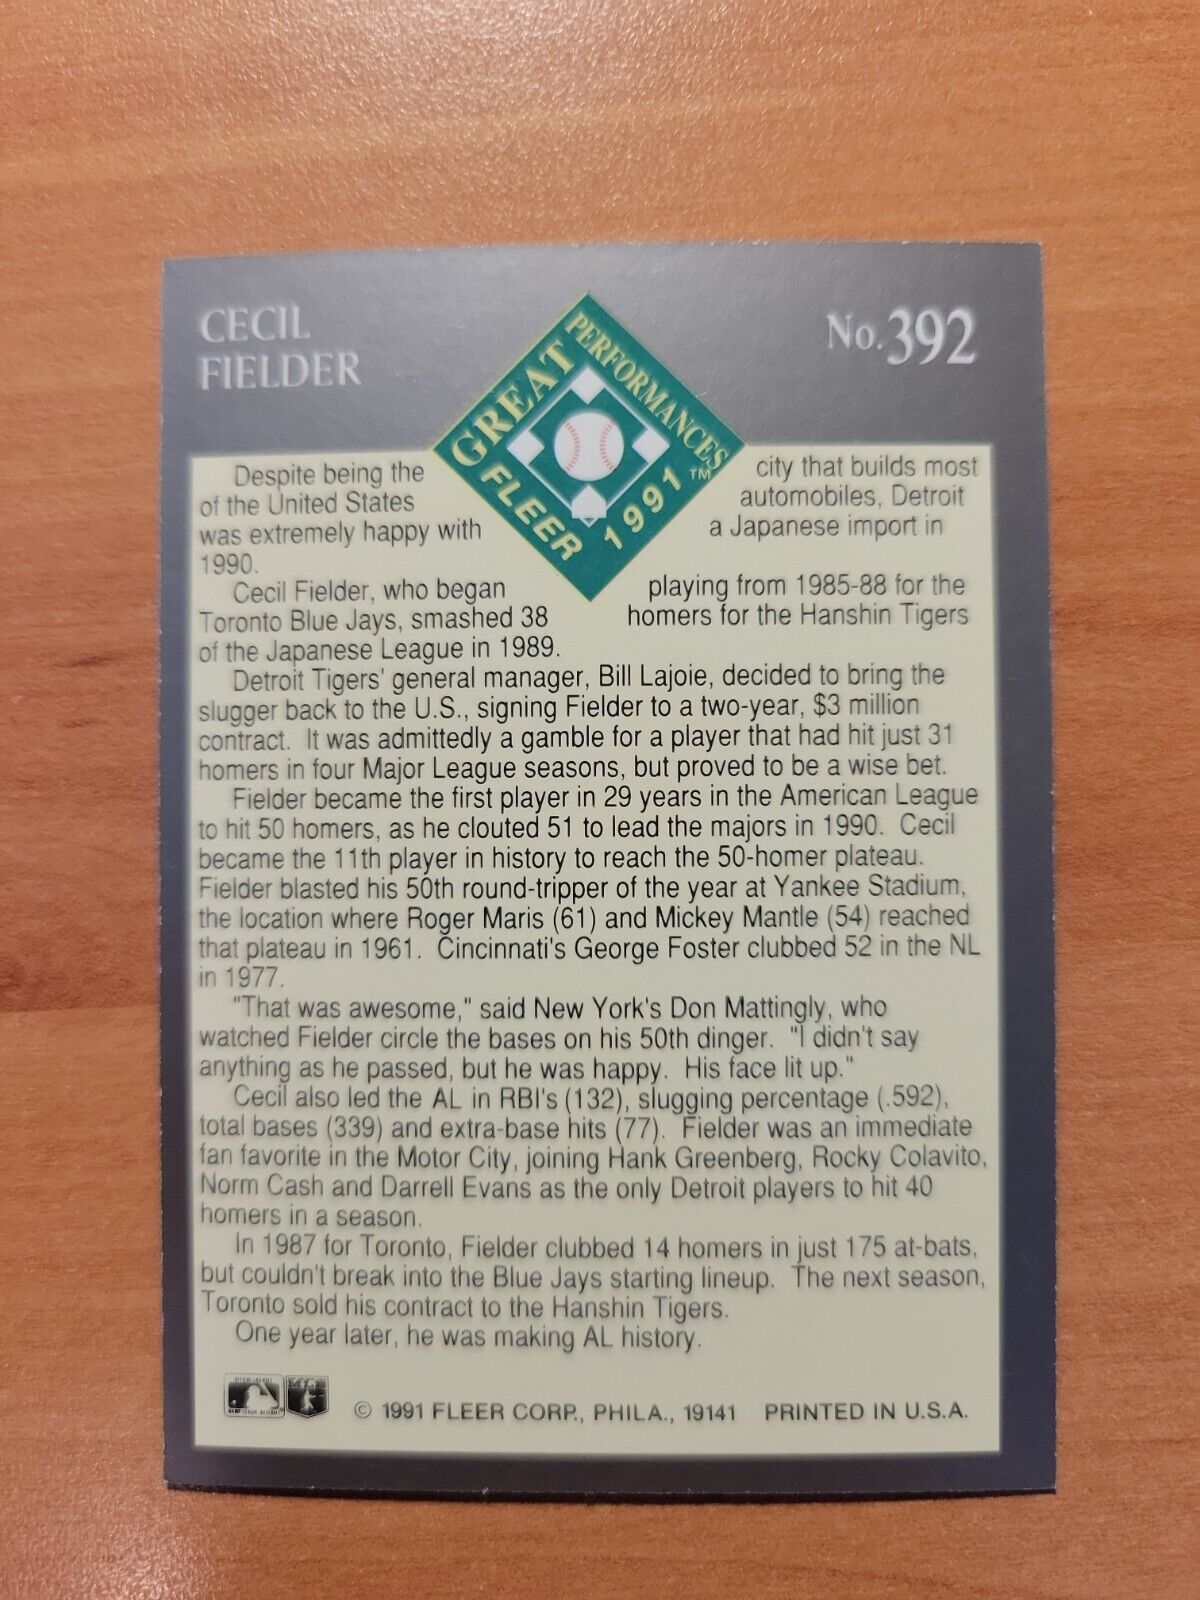 CECIL
FIELDER
No. 392
GREAT
PERFORMANCES
FLEER
1991™
Despite being the city that builds most
of the United States automobiles, Detroit
was extremely happy with a Japanese import in
1990.
Cecil Fielder, who began playing from 1985-88 for the
Toronto Blue Jays, smashed 38 homers for the Hanshin Tigers
of the Japanese League in 1989.
Detroit Tigers' general manager, Bill Lajoie, decided to bring the
slugger back to the U.S., signing Fielder to a two-year, $3 million
contract. It was admittedly a gamble for a player that had hit just 31
homers in four Major League seasons, but proved to be a wise bet.
Fielder became the first player in 29 years in the American League
to hit 50 homers, as he clouted 51 to lead the majors in 1990. Cecil
became the 11th player in history to reach the 50-homer plateau.
Fielder blasted his 50th round-tripper of the year at Yankee Stadium,
the location where Roger Maris (61) and Mickey Mantle (54) reached
that plateau in 1961. Cincinnati's George Foster clubbed 52 in the NL
in 1977.
"That was awesome," said New York's Don Mattingly, who
watched Fielder circle the bases on his 50th dinger. "I didn't say
anything as he passed, but he was happy. His face lit up."
Cecil also led the AL in RBI's (132), slugging percentage (.592),
total bases (339) and extra-base hits (77). Fielder was an immediate
fan favorite in the Motor City, joining Hank Greenberg, Rocky Colavito,
Norm Cash and Darrell Evans as the only Detroit players to hit 40
homers in a season.
In 1987 for Toronto, Fielder clubbed 14 homers in just 175 at-bats,
but couldn't break into the Blue Jays starting lineup. The next season,
Toronto sold his contract to the Hanshin Tigers.
One year later, he was making AL history.
© 1991 FLEER CORP., PHILA., 19141 PRINTED IN U.S.A.